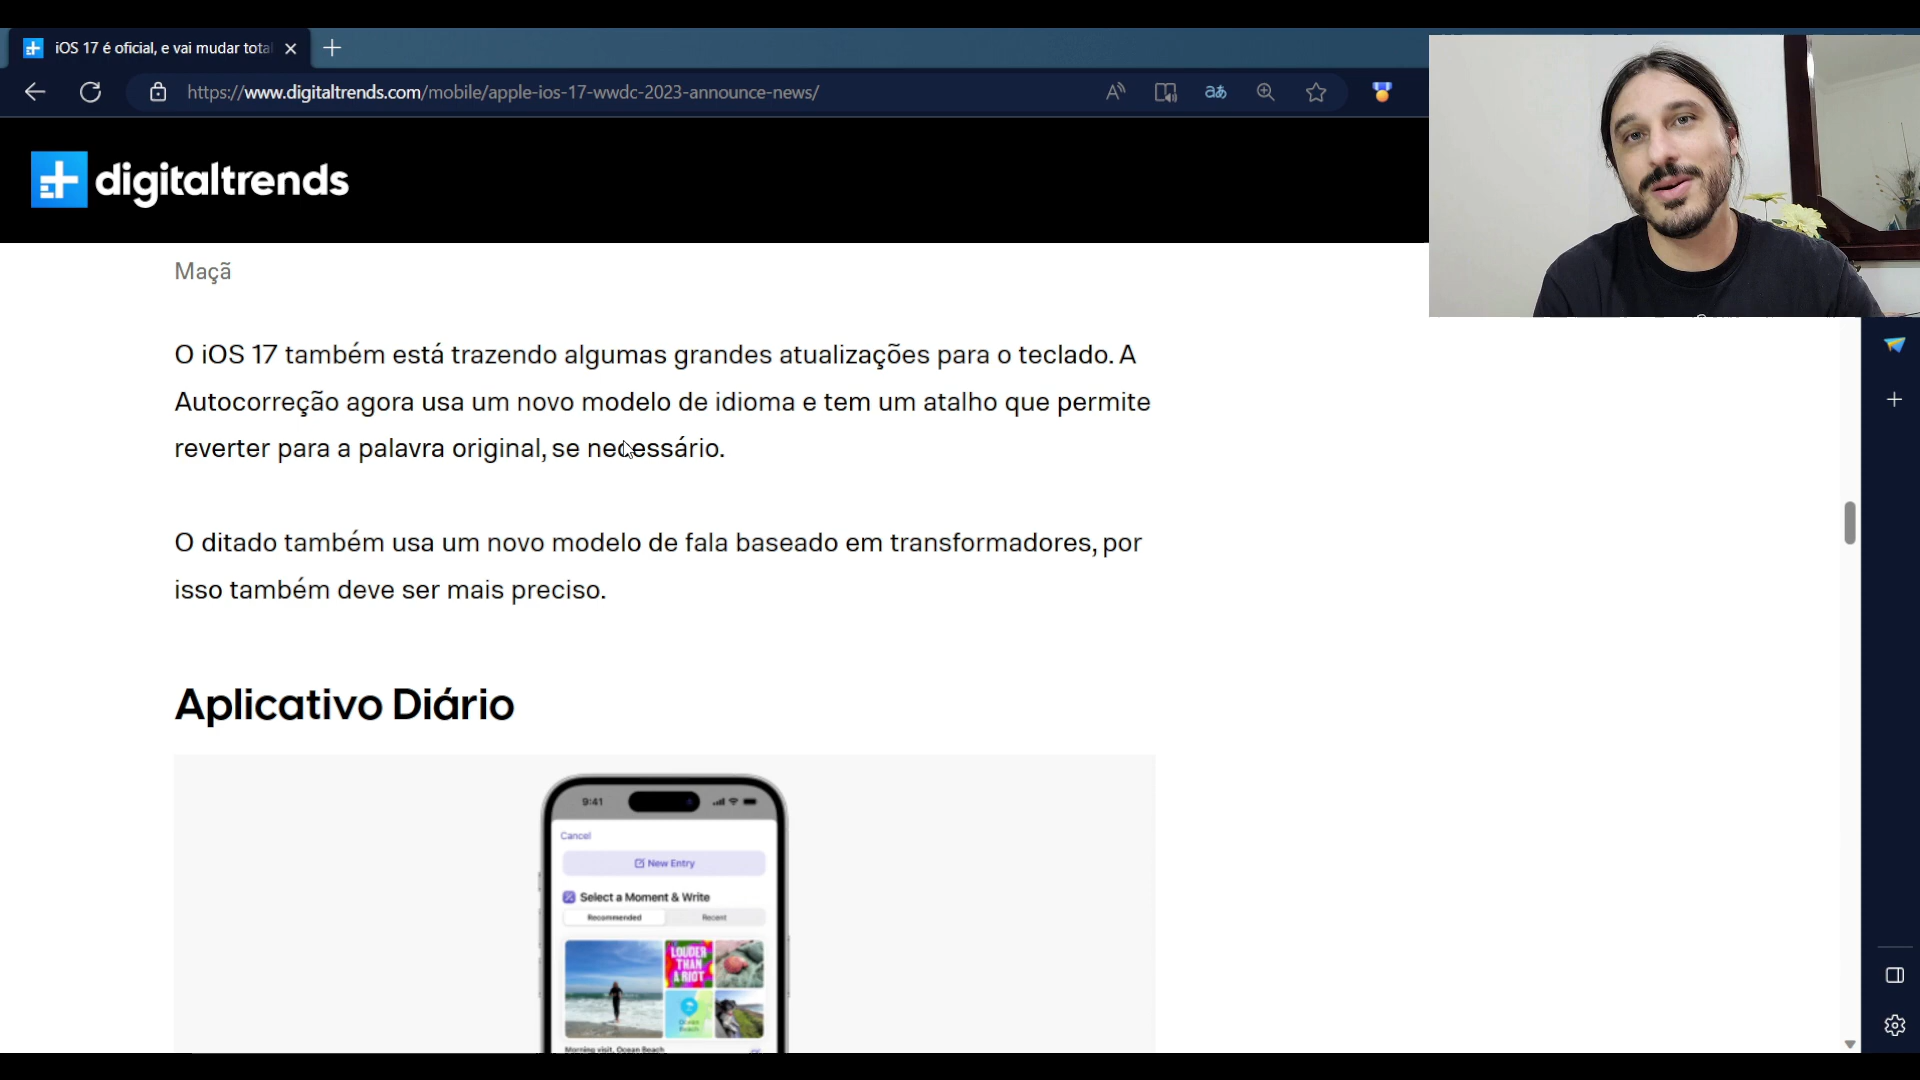 iOS 17 é oficial, e vai mudar total
https://www.digitaltrends.com/mobile/apple-ios-17-wwdc-2023-announce-news/
digitaltrends
Maçã
O iOS 17 também está trazendo algumas grandes atualizações para o teclado. A
Autocorreção agora usa um novo modelo de idioma e tem um atalho que permite
reverter para a palavra original, se necessário.
O ditado também usa um novo modelo de fala baseado em transformadores, por
isso também deve ser mais preciso.
Aplicativo Diário
9:41
Cancel
New Entry
Select a Moment & Write
Recommended Recent
LOUDER
THAN
A RIOT
Ocean
Beach
Morning visit, Ocean Beach